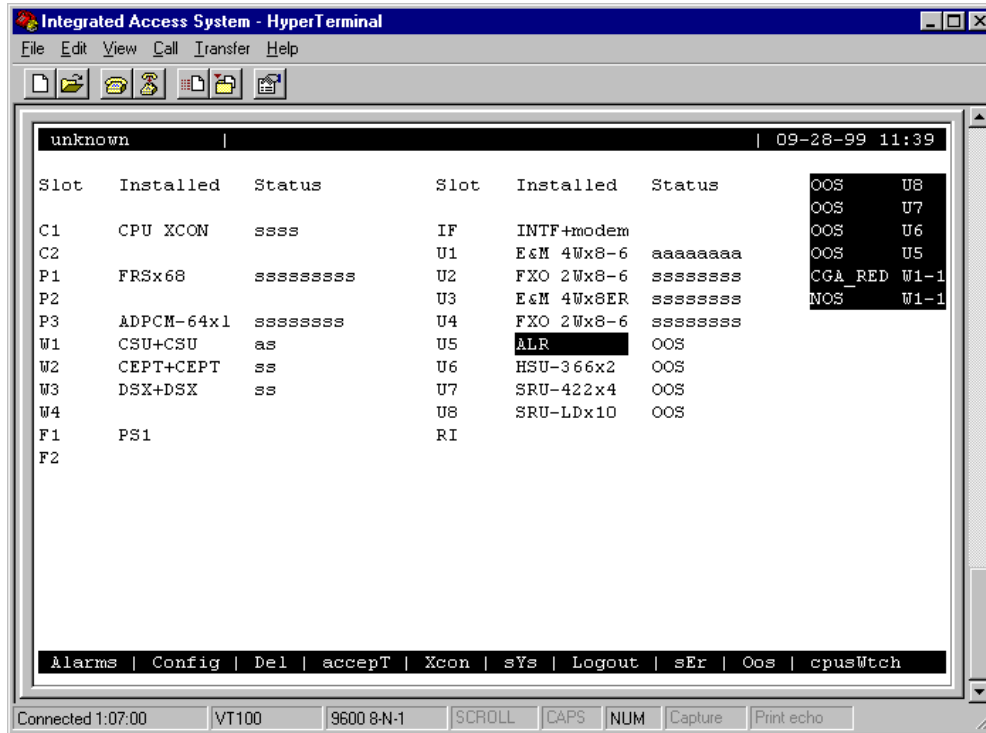 Integrated Access System - HyperTerminal
File Edit View Call Transfer Help
unknown | | 09-28-99 11:39
Slot Installed Status Slot Installed Status OOS U8
OOS U7
C1 CPU XCON ssss IF INTF+modem OOS U6
C2 U1 E&M 4Wx8-6 aaaaaaaa OOS U5
P1 FRSx68 sssssssss U2 FXO 2Wx8-6 ssssssss CGA_RED W1-1
P2 U3 E&M 4Wx8ER ssssssss NOS W1-1
P3 ADPCM-64x1 ssssssss U4 FXO 2Wx8-6 ssssssss
W1 CSU+CSU as U5 ALR OOS
W2 CEPT+CEPT ss U6 HSU-366x2 OOS
W3 DSX+DSX ss U7 SRU-422x4 OOS
W4 U8 SRU-LDx10 OOS
F1 PS1 RI
F2
Alarms | Config | Del | accepT | Xcon | sYs | Logout | sEr | Oos | cpusWtch
Connected 1:07:00 VT100 9600 8-N-1 SCROLL CAPS NUM Capture Print echo